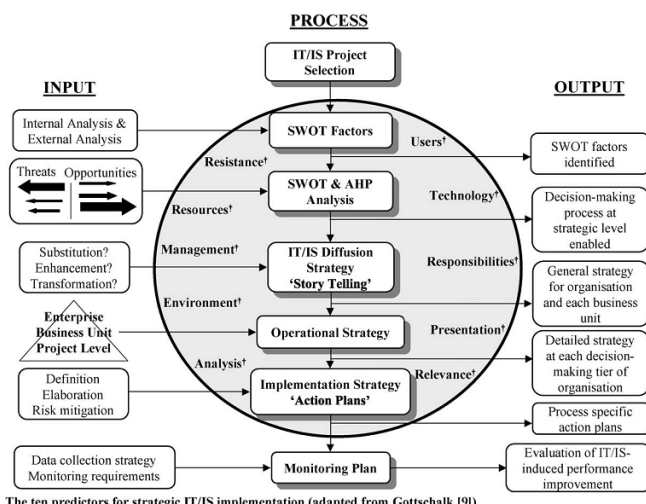 PROCESS
IT/IS Project
Selection
INPUT
OUTPUT
Internal Analysis &
External Analysis
SWOT Factors
Users†
SWOT factors
identified
Resistance†
Threats
Opportunities
SWOT & AHP
Analysis
Technology†
Decision-making
process at
strategic level
enabled
Resources†
Substitution?
Enhancement?
Transformation?
Management†
IT/IS Diffusion
Strategy
‘Story Telling’
Responsibilities†
General strategy
for organisation
and each business
unit
Environment†
Enterprise
Business Unit
Project Level
Operational Strategy
Presentation†
Detailed strategy
at each decision-
making tier of
organisation
Analysis†
Definition
Elaboration
Risk mitigation
Implementation Strategy
‘Action Plans’
Relevance†
Process specific
action plans
Data collection strategy
Monitoring requirements
Monitoring Plan
Evaluation of IT/IS-
induced performance
improvement
The ten predictors for strategic IT/IS implementation (adapted from Gottschalk [9])